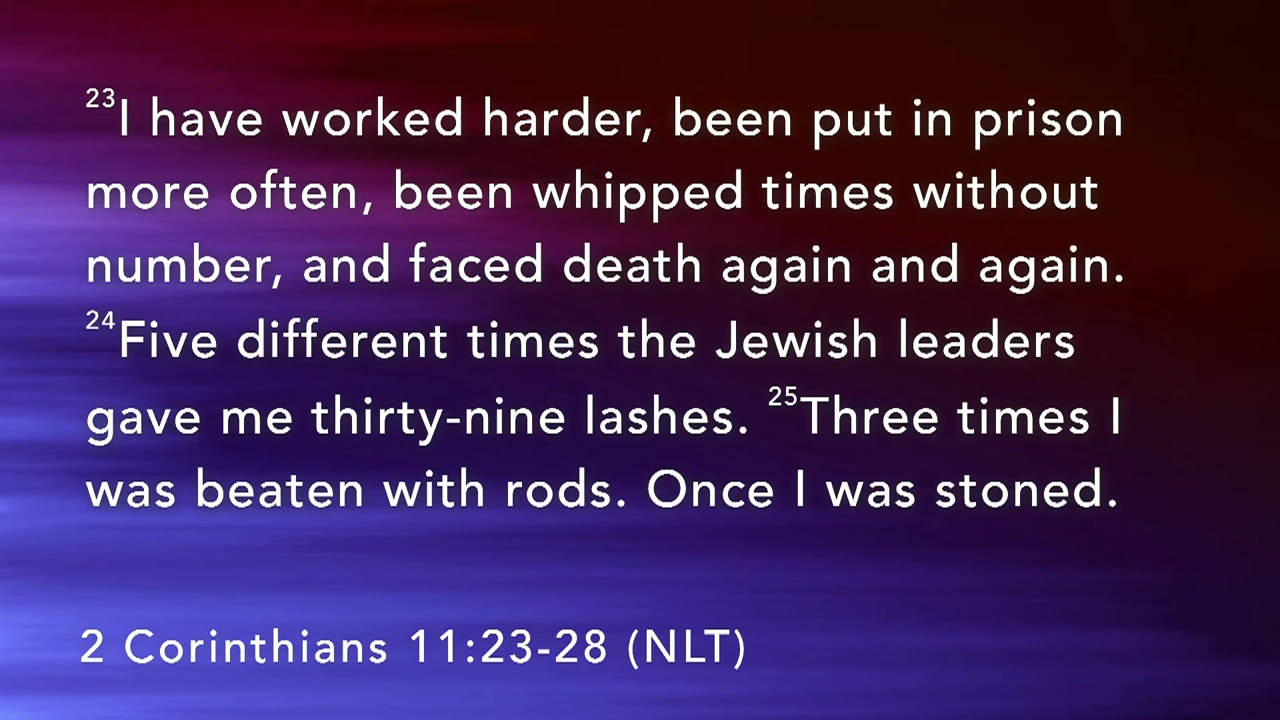 23I have worked harder, been put in prison
more often, been whipped times without
number, and faced death again and again.
24Five different times the Jewish leaders
gave me thirty-nine lashes. 25Three times I
was beaten with rods. Once I was stoned.
2 Corinthians 11:23-28 (NLT)